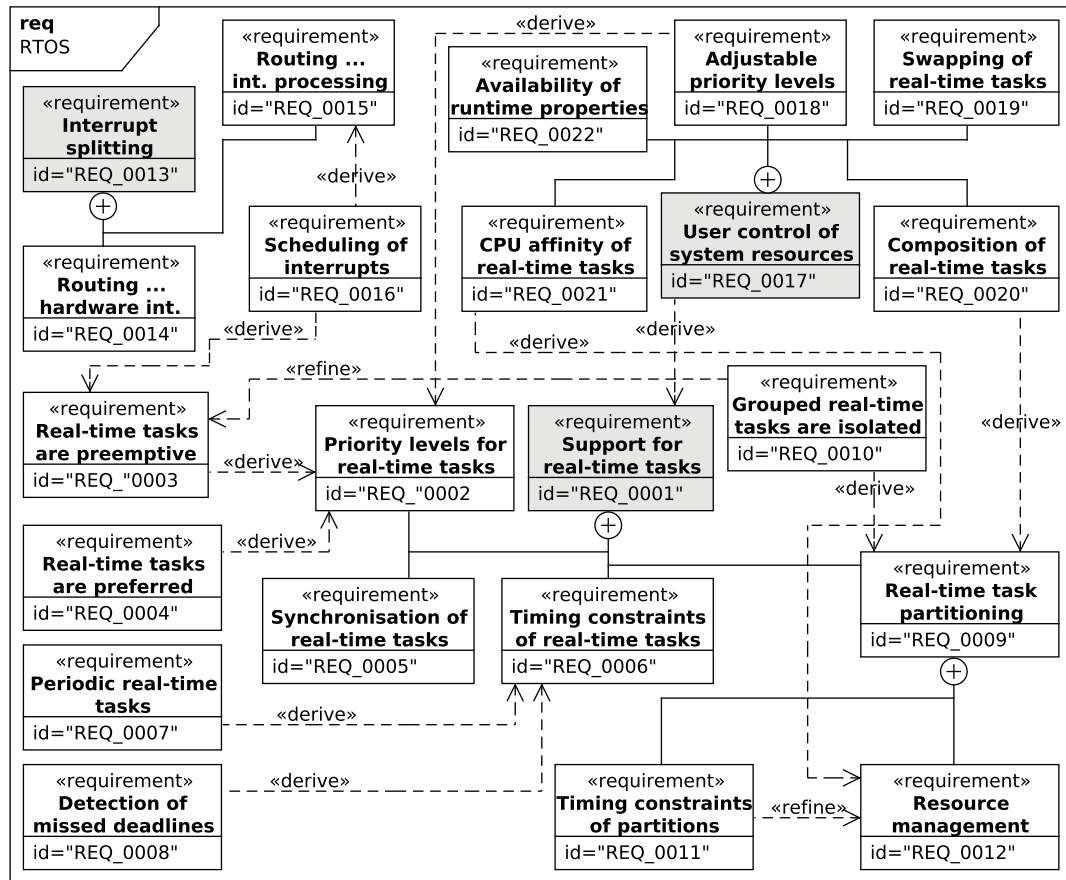 req
RTOS
«requirement»
Routing ...
int. processing
id="REQ_0015"
«derive»
«requirement»
Availability of
runtime properties
id="REQ_0022"
«requirement»
Adjustable
priority levels
id="REQ_0018"
«requirement»
Swapping of
real-time tasks
id="REQ_0019"
«requirement»
Interrupt
splitting
id="REQ_0013"
«derive»
«requirement»
Routing ...
hardware int.
id="REQ_0014"
«requirement»
Scheduling of
interrupts
id="REQ_0016"
«requirement»
CPU affinity of
real-time tasks
id="REQ_0021"
«requirement»
User control of
system resources
id="REQ_0017"
«requirement»
Composition of
real-time tasks
id="REQ_0020"
«derive»
«derive»
«derive»
«refine»
«requirement»
Real-time tasks
are preemptive
id="REQ_"0003
«derive»
«requirement»
Priority levels for
real-time tasks
id="REQ_"0002
«requirement»
Support for
real-time tasks
id="REQ_0001"
«requirement»
Grouped real-time
tasks are isolated
id="REQ_0010"
«derive»
«derive»
«requirement»
Real-time tasks
are preferred
id="REQ_0004"
«derive»
«requirement»
Synchronisation of
real-time tasks
id="REQ_0005"
«requirement»
Timing constraints
of real-time tasks
id="REQ_0006"
«requirement»
Real-time task
partitioning
id="REQ_0009"
«requirement»
Periodic real-time
tasks
id="REQ_0007"
«derive»
«requirement»
Detection of
missed deadlines
id="REQ_0008"
«derive»
«requirement»
Timing constraints
of partitions
id="REQ_0011"
«refine»
«requirement»
Resource
management
id="REQ_0012"